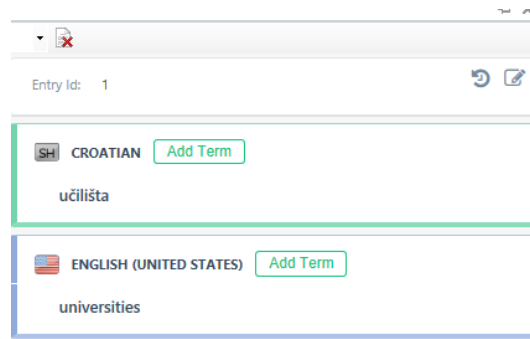 Entry Id: 1
SH CROATIAN Add Term
učilišta
ENGLISH (UNITED STATES) Add Term
universities